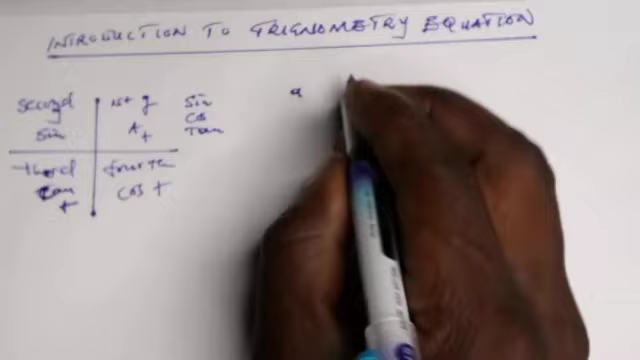 INTRODUCTION TO TRIGNOMETRY EQUATION
second 1st q Sin
Sin A+ Cos
Tan
third fourth
tan cos +
+
a